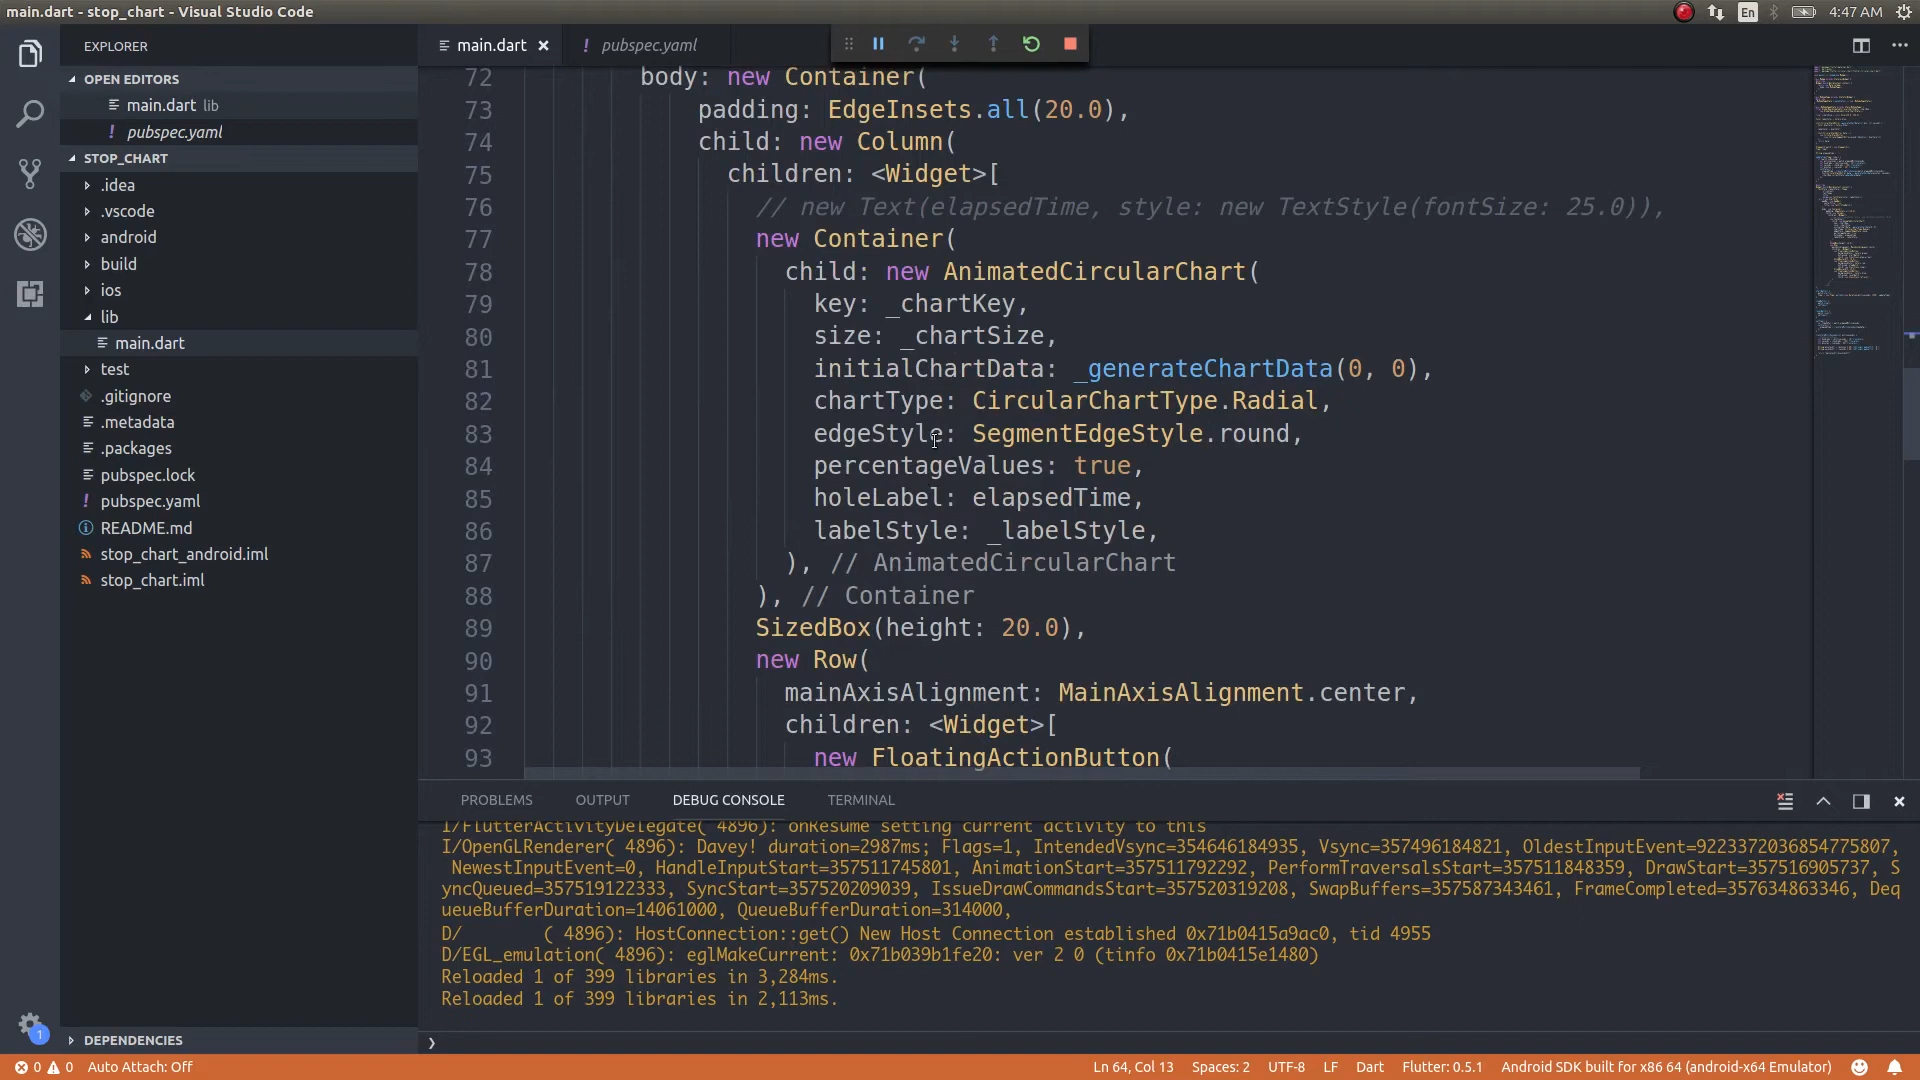 main.dart - stop_chart - Visual Studio Code
En
4:47 AM
EXPLORER
OPEN EDITORS
main.dart lib
! pubspec.yaml
STOP_CHART
.idea
.vscode
android
build
ios
lib
main.dart
test
.gitignore
.metadata
.packages
pubspec.lock
! pubspec.yaml
README.md
stop_chart_android.iml
stop_chart.iml
DEPENDENCIES
1
main.dart
! pubspec.yaml
72 body: new Container(
73 padding: EdgeInsets.all(20.0),
74 child: new Column(
75 children: <Widget>[
76 // new Text(elapsedTime, style: new TextStyle(fontSize: 25.0)),
77 new Container(
78 child: new AnimatedCircularChart(
79 key: _chartKey,
80 size: _chartSize,
81 initialChartData: _generateChartData(0, 0),
82 chartType: CircularChartType.Radial,
83 edgeStyle: SegmentEdgeStyle.round,
84 percentageValues: true,
85 holeLabel: elapsedTime,
86 labelStyle: _labelStyle,
87 ), // AnimatedCircularChart
88 ), // Container
89 SizedBox(height: 20.0),
90 new Row(
91 mainAxisAlignment: MainAxisAlignment.center,
92 children: <Widget>[
93 new FloatingActionButton(
PROBLEMS OUTPUT DEBUG CONSOLE TERMINAL
I/FlutterActivityDelegate( 4896): onResume setting current activity to this
I/OpenGLRenderer( 4896): Davey! duration=2987ms; Flags=1, IntendedVsync=354646184935, Vsync=357496184821, OldestInputEvent=9223372036854775807,
NewestInputEvent=0, HandleInputStart=357511745801, AnimationStart=357511792292, PerformTraversalsStart=357511848359, DrawStart=357516905737, S
yncQueued=357519122333, SyncStart=357520209039, IssueDrawCommandsStart=357520319208, SwapBuffers=357587343461, FrameCompleted=357634863346, Deq
ueueBufferDuration=14061000, QueueBufferDuration=314000,
D/ ( 4896): HostConnection::get() New Host Connection established 0x71b0415a9ac0, tid 4955
D/EGL_emulation( 4896): eglMakeCurrent: 0x71b039b1fe20: ver 2 0 (tinfo 0x71b0415e1480)
Reloaded 1 of 399 libraries in 3,284ms.
Reloaded 1 of 399 libraries in 2,113ms.
0 0 Auto Attach: Off
Ln 64, Col 13 Spaces: 2 UTF-8 LF Dart Flutter: 0.5.1 Android SDK built for x86 64 (android-x64 Emulator)